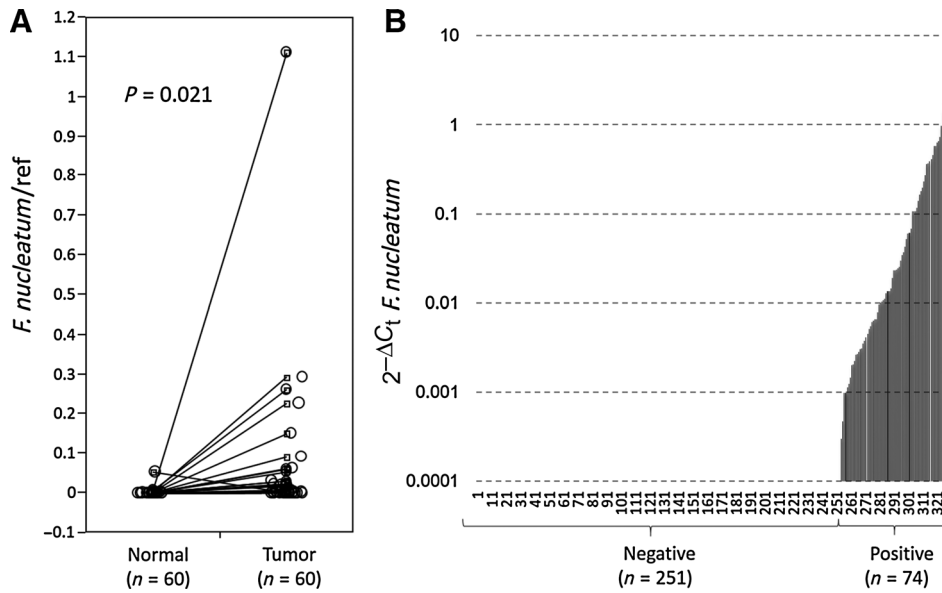 A
F. nucleatum/ref
1.2
1.1
1
0.9
0.8
0.7
0.6
0.5
0.4
0.3
0.2
0.1
0
−0.1
P = 0.021
Normal
(n = 60)
Tumor
(n = 60)
B
2−ΔCt F. nucleatum
10
1
0.1
0.01
0.001
0.0001
1 11 21 31 41 51 61 71 81 91 101 111 121 131 141 151 161 171 181 191 201 211 221 231 241 251 261 271 281 291 301 311 321
Negative
(n = 251)
Positive
(n = 74)